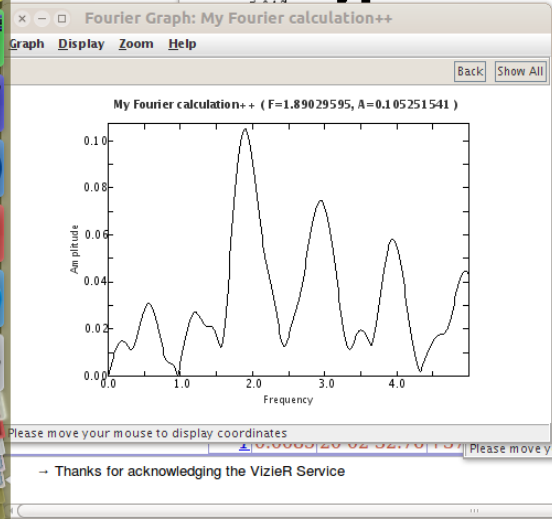 Fourier Graph: My Fourier calculation++
Graph Display Zoom Help
Back Show All
My Fourier calculation++ ( F=1.89029595, A=0.105251541 )
0.10
0.08
0.06
0.04
0.02
0.00
Amplitude
0.0 1.0 2.0 3.0 4.0
Frequency
Please move your mouse to display coordinates
Please move y
→ Thanks for acknowledging the VizieR Service